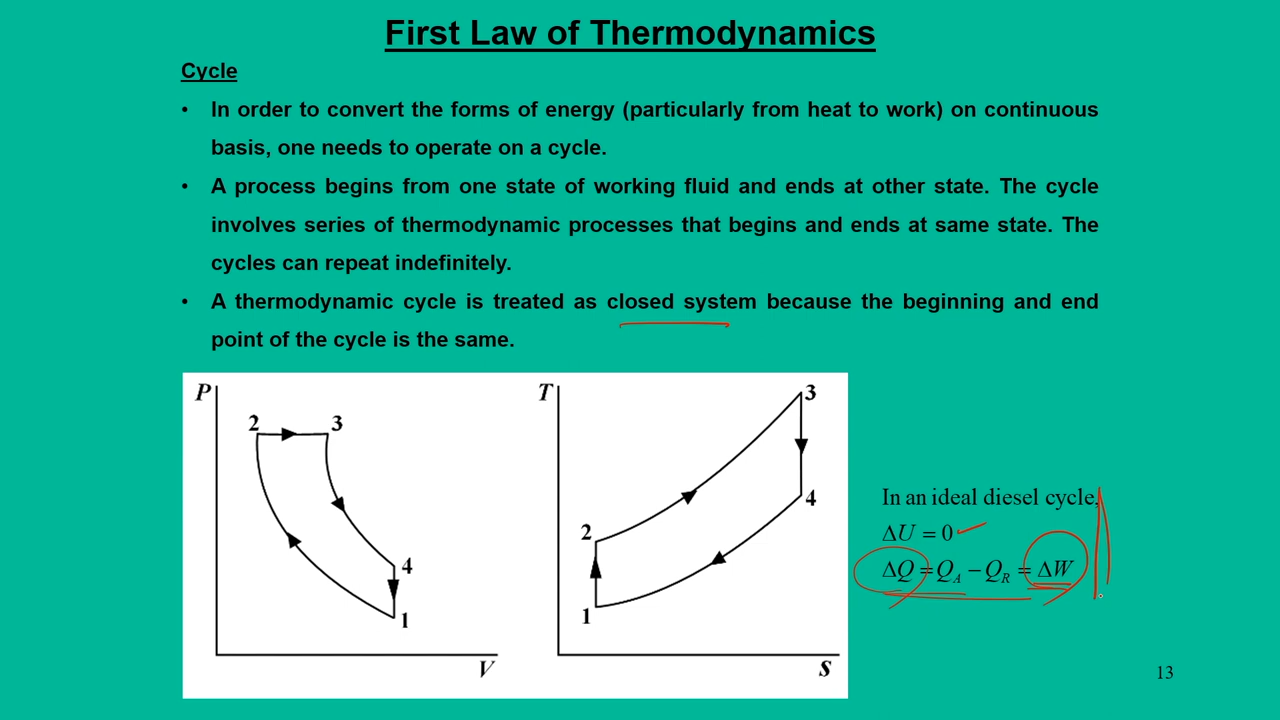 First Law of Thermodynamics
Cycle
• In order to convert the forms of energy (particularly from heat to work) on continuous
basis, one needs to operate on a cycle.
• A process begins from one state of working fluid and ends at other state. The cycle
involves series of thermodynamic processes that begins and ends at same state. The
cycles can repeat indefinitely.
• A thermodynamic cycle is treated as closed system because the beginning and end
point of the cycle is the same.
P
2 3
4
1
V
T
3
4
2
1
S
In an ideal diesel cycle,
ΔU = 0
ΔQ = Q_A − Q_R = ΔW
13